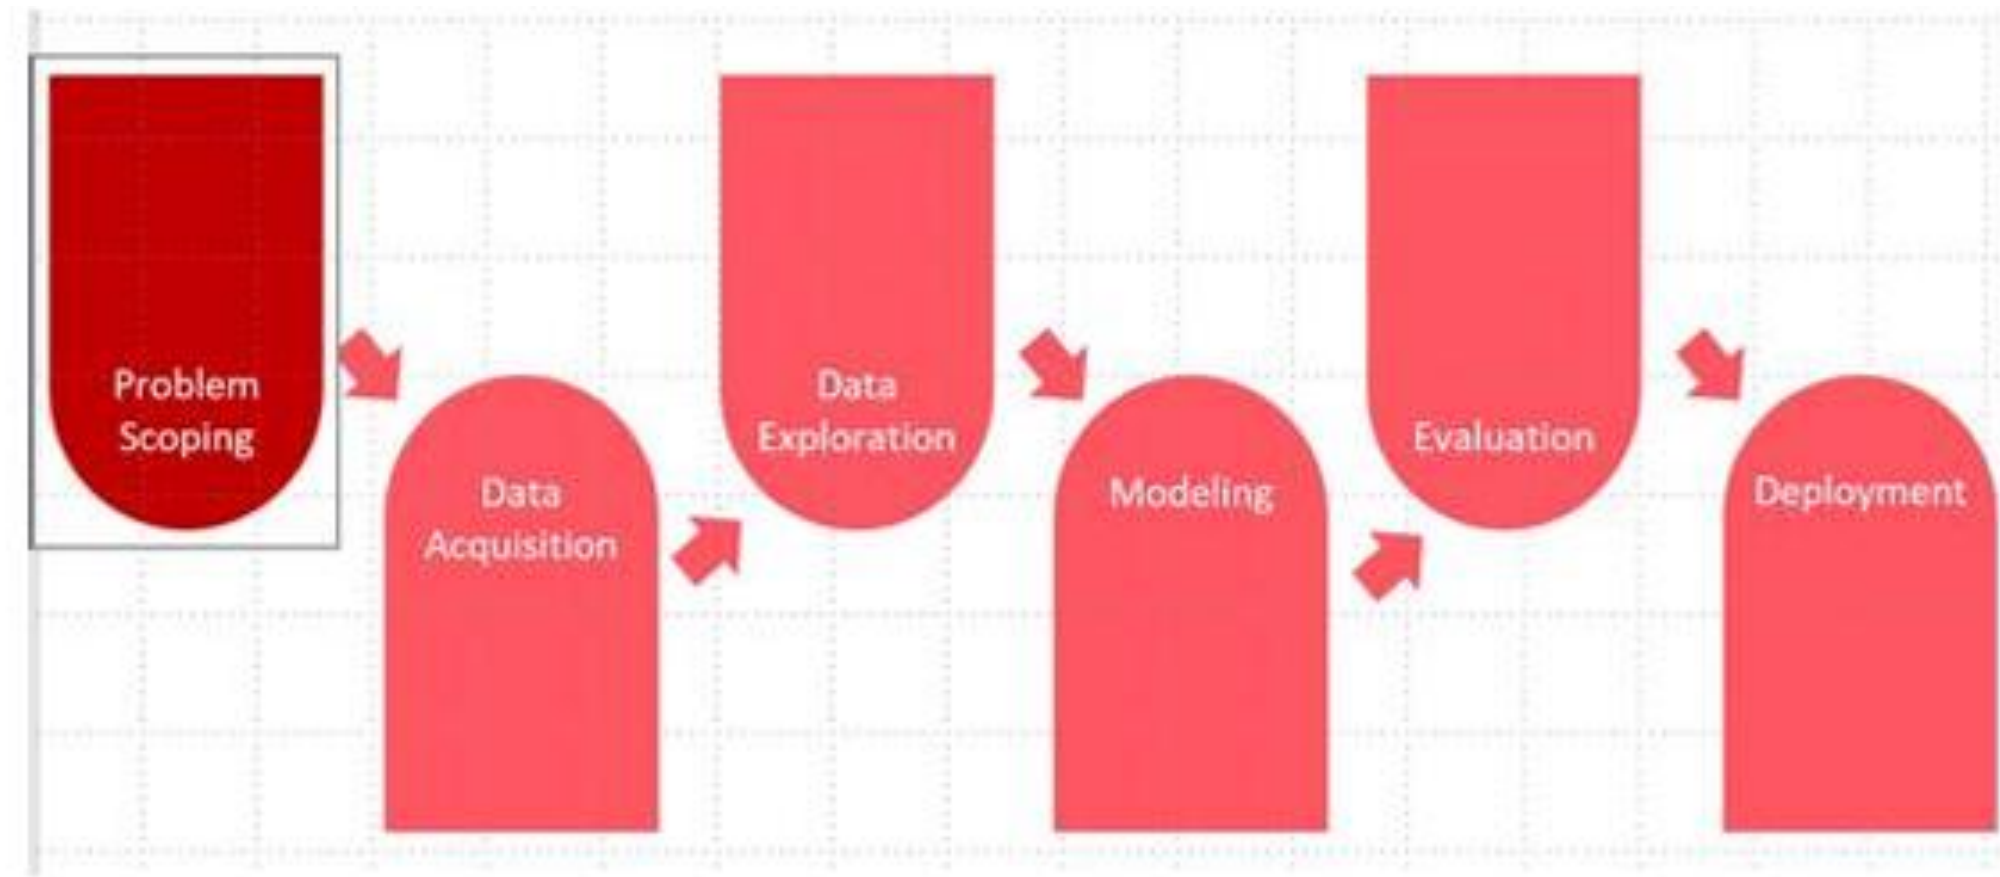 Problem
Scoping
Data
Acquisition
Data
Exploration
Modeling
Evaluation
Deployment